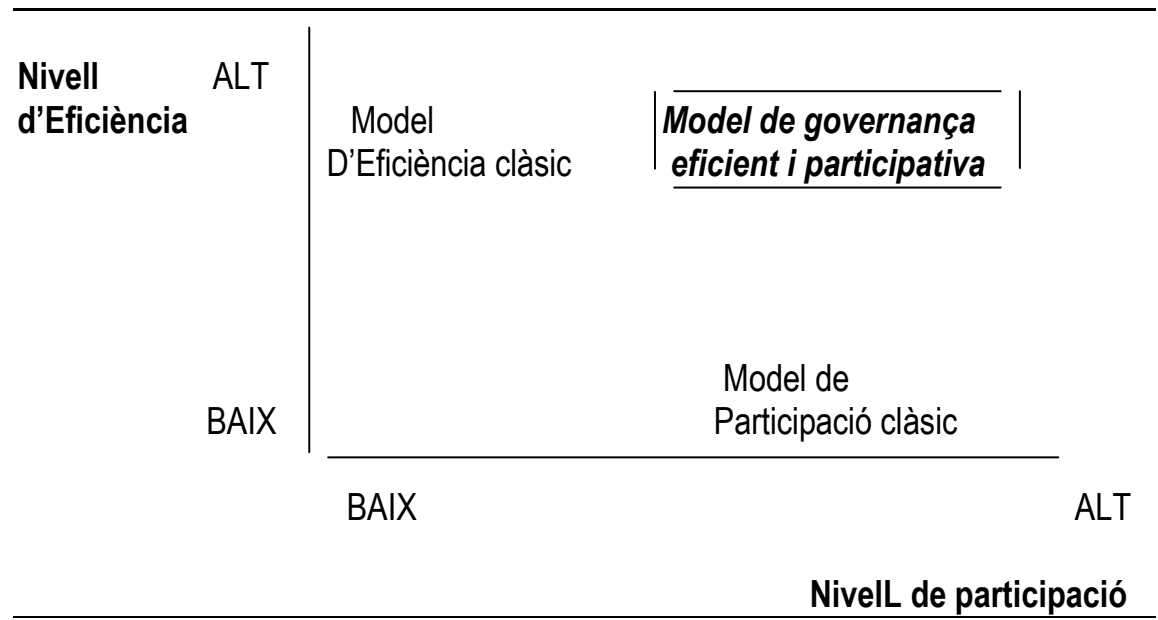 Nivell ALT
d'Eficiència
Model
D'Eficiència clàsic
Model de governança
eficient i participativa
Model de
Participació clàsic
BAIX
BAIX ALT
NivelL de participació